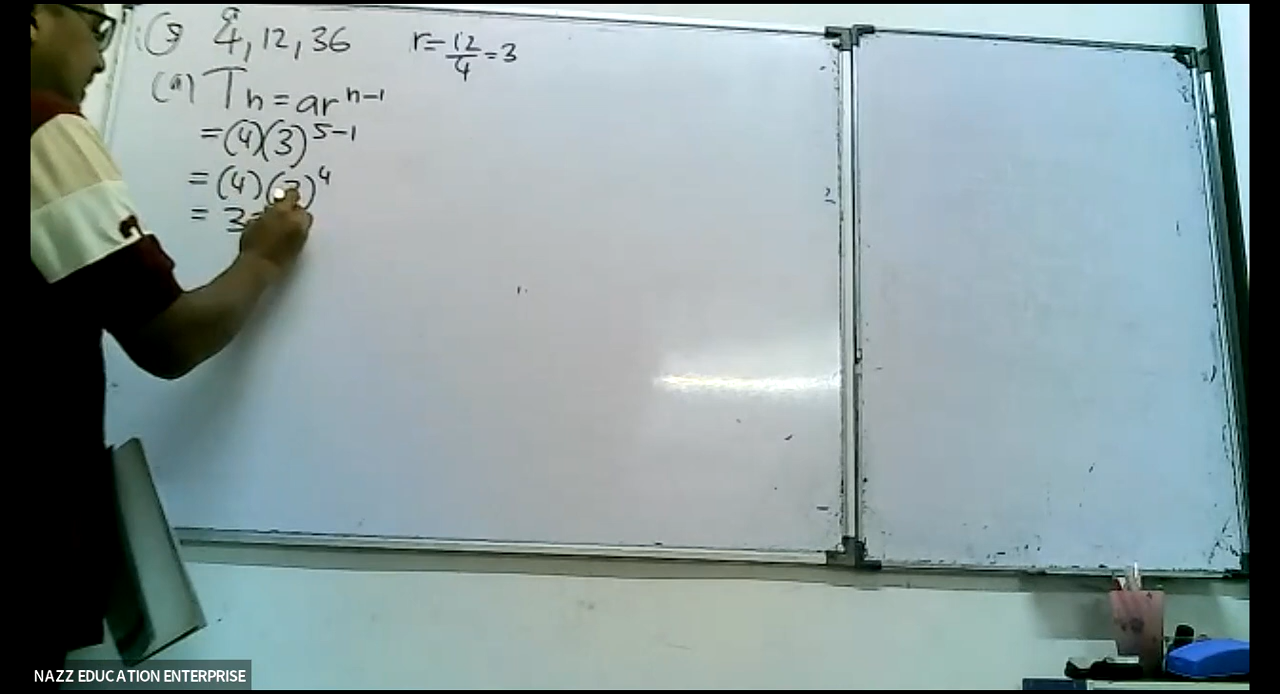 4, 12, 36 r = 12/4 = 3
(a) Tn = ar^n-1
= (4)(3)^5-1
= (4)( )^4
= 3
NAZZ EDUCATION ENTERPRISE